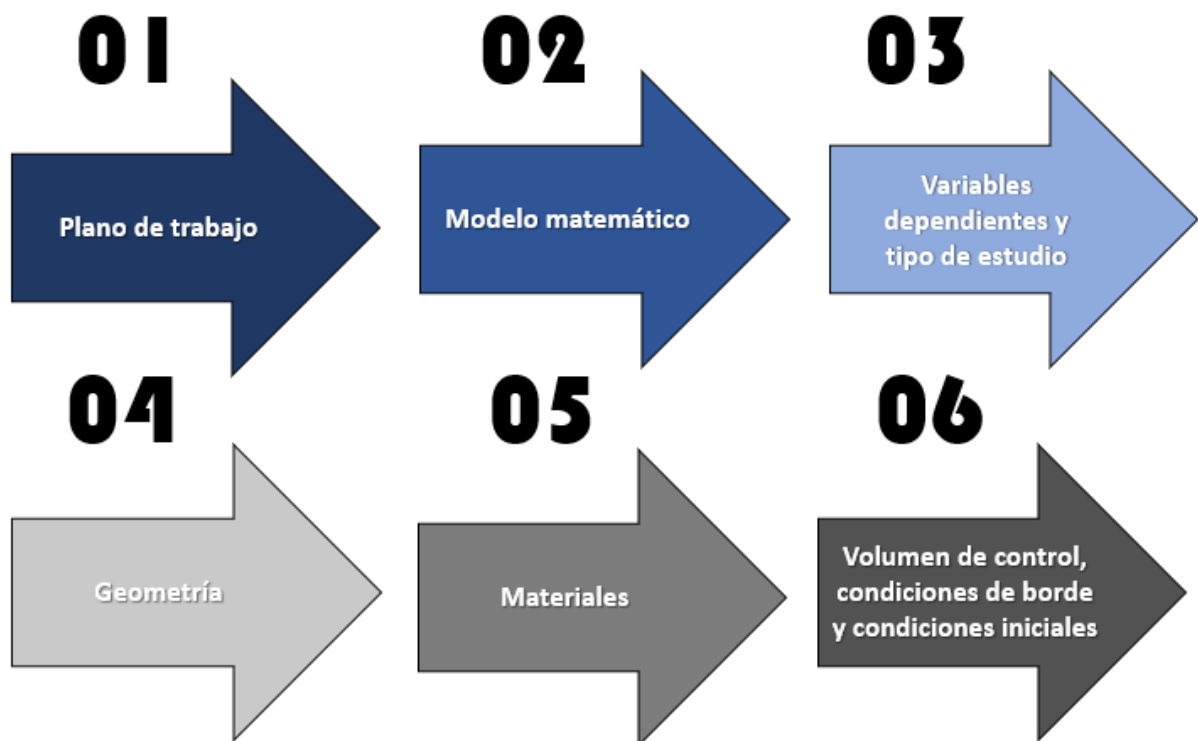 01
02
03
Plano de trabajo
Modelo matemático
Variables
dependientes y
tipo de estudio
04
05
06
Geometría
Materiales
Volumen de control,
condiciones de borde
y condiciones iniciales